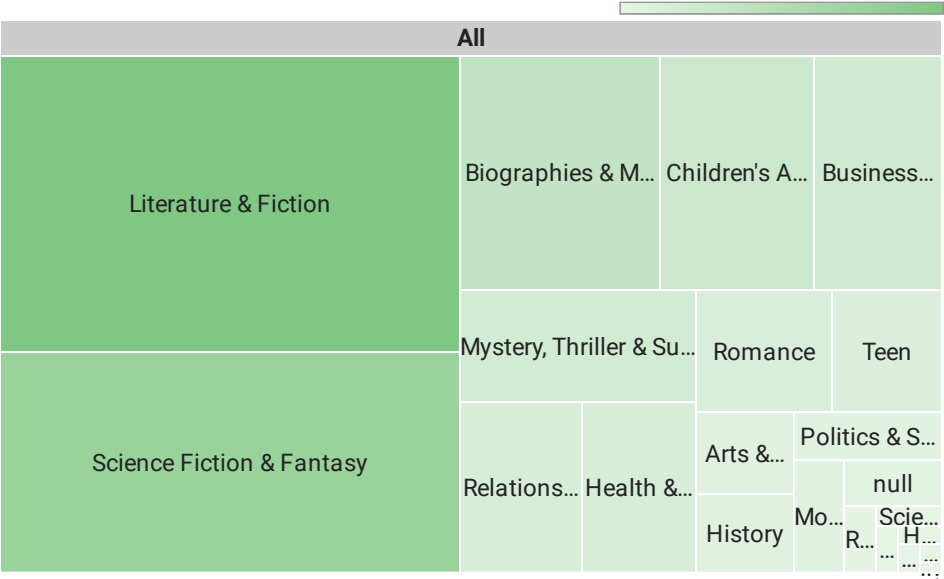 All
Literature & Fiction
Biographies & M...
Children's A...
Business...
Mystery, Thriller & Su...
Romance
Teen
Science Fiction & Fantasy
Relations...
Health &...
Arts &...
Politics & S...
History
Mo...
null
R...
Scie...
H...
...
...
...